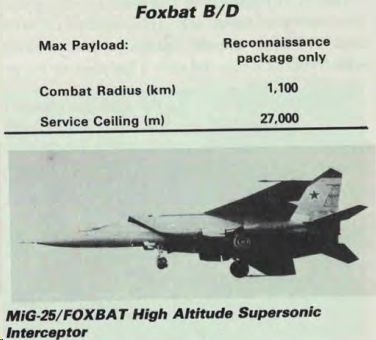 Foxbat B/D
Max Payload: Reconnaissance
package only
Combat Radius (km) 1,100
Service Ceiling (m) 27,000
MiG-25/FOXBAT High Altitude Supersonic
Interceptor